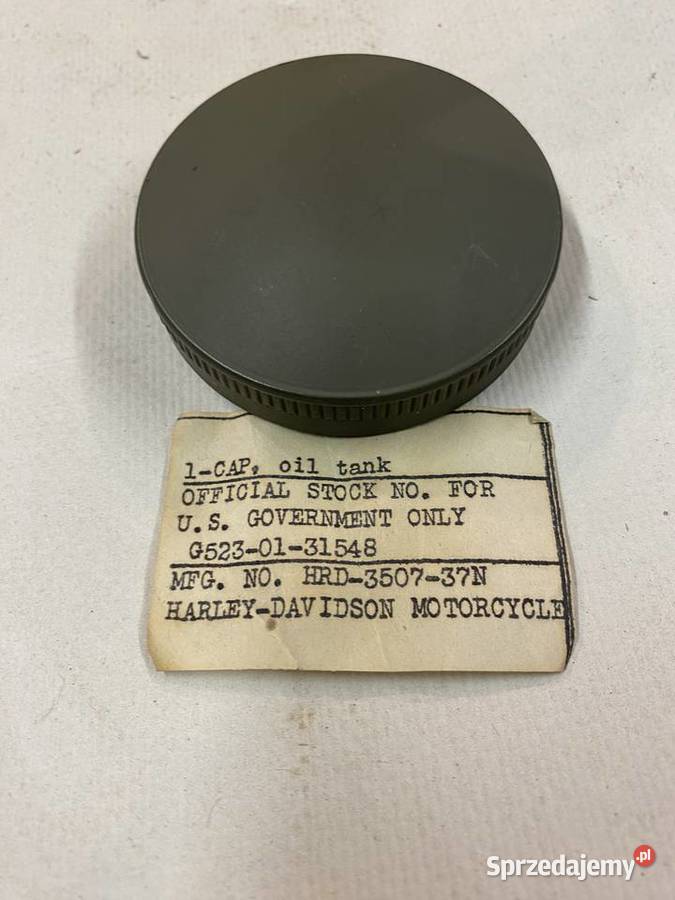 1-CAP, oil tank
OFFICIAL STOCK NO. FOR
U.S. GOVERNMENT ONLY
G523-01-31548
MFG. NO. HRD-3507-37N
HARLEY-DAVIDSON MOTORCYCLE
Sprzedajemy.pl